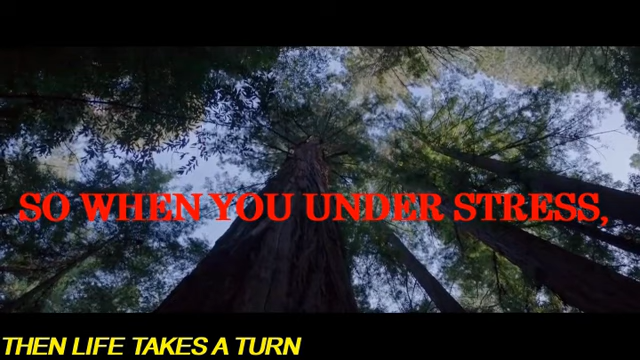 SO WHEN YOU UNDER STRESS,
THEN LIFE TAKES A TURN